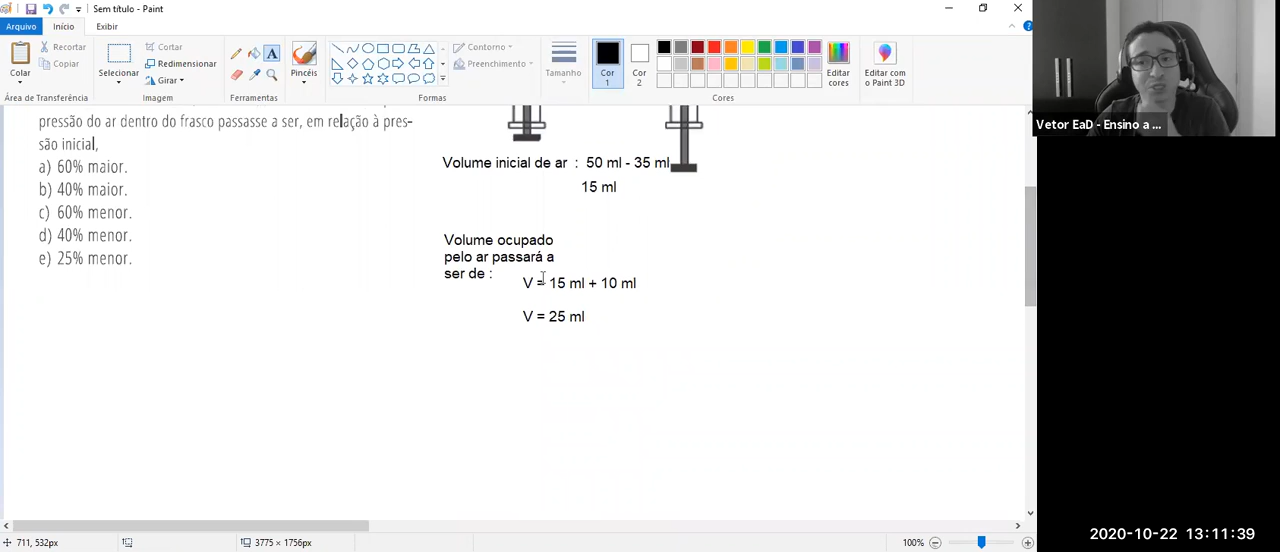 Sem título - Paint
Arquivo Início Exibir
Colar
Recortar
Copiar
Área de Transferência
Selecionar
Cortar
Redimensionar
Girar
Imagem
Ferramentas
Pincéis
Contorno
Preenchimento
Formas
Tamanho
Cor
1
Cor
2
Editar
cores
Editar com
o Paint 3D
Cores
pressão do ar dentro do frasco passasse a ser, em relação à pres-
são inicial,
a) 60% maior.
b) 40% maior.
c) 60% menor.
d) 40% menor.
e) 25% menor.
Volume inicial de ar : 50 ml - 35 ml
15 ml
Volume ocupado
pelo ar passará a
ser de :
V = 15 ml + 10 ml
V = 25 ml
Vetor EaD - Ensino a ...
711, 532px
3775 × 1756px
100%
2020-10-22 13:11:39